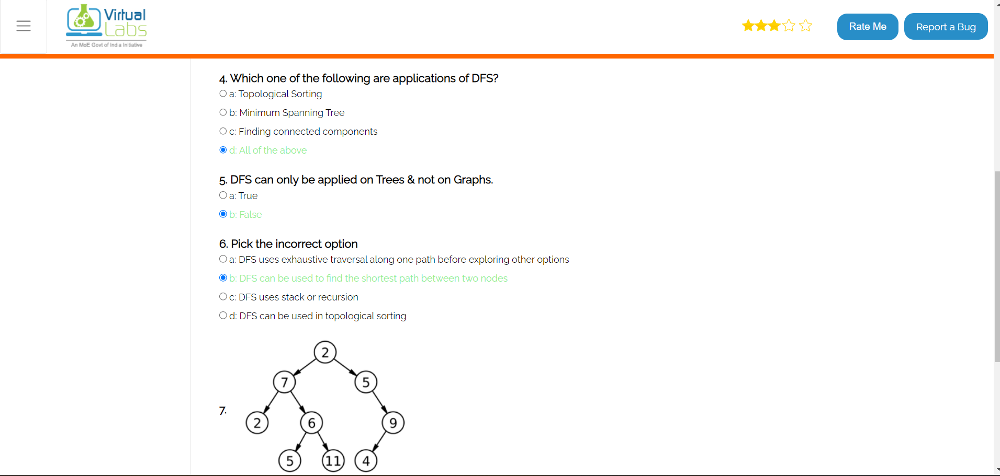 Virtual
Labs
An MoE Govt of India Initiative
Rate Me
Report a Bug
4. Which one of the following are applications of DFS?
a: Topological Sorting
b: Minimum Spanning Tree
c: Finding connected components
d: All of the above
5. DFS can only be applied on Trees & not on Graphs.
a: True
b: False
6. Pick the incorrect option
a: DFS uses exhaustive traversal along one path before exploring other options
b: DFS can be used to find the shortest path between two nodes
c: DFS uses stack or recursion
d: DFS can be used in topological sorting
7.
2
7 5
2 6 9
5 11 4